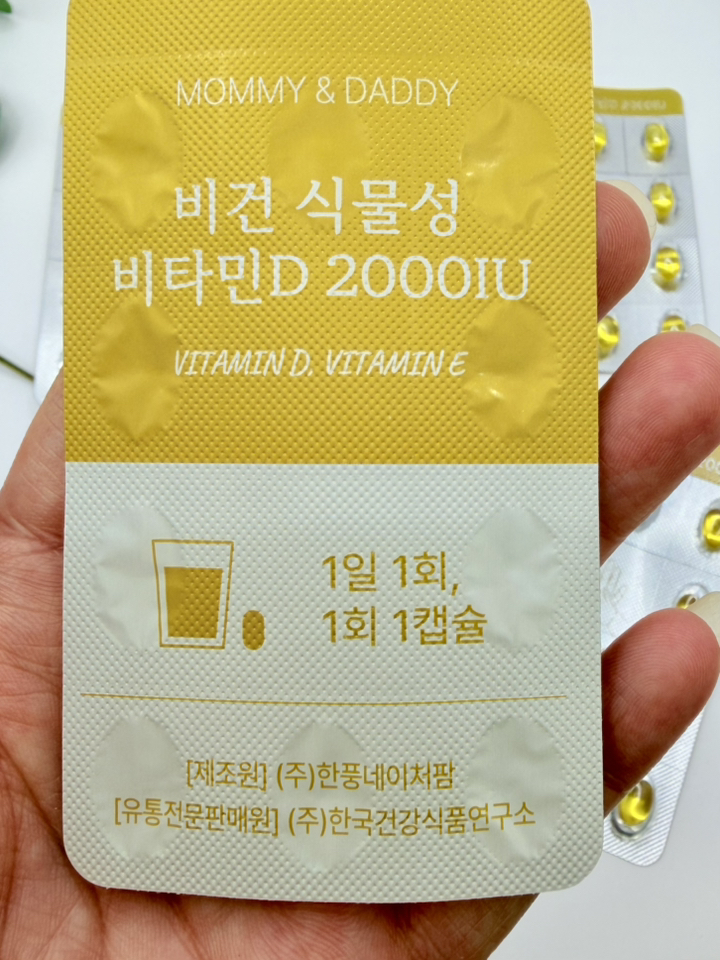 MOMMY & DADDY
비건 식물성
비타민D 2000IU
VITAMIN D, VITAMIN E
1일 1회,
1회 1캡슐
[제조원] (주)한풍네이처팜
[유통전문판매원] (주)한국건강식품연구소